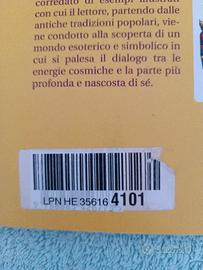 corredato di esempi illustrati
con cui il lettore, partendo dalle
antiche tradizioni popolari, vie-
ne condotto alla scoperta di un
mondo esoterico e simbolico in
cui si palesa il dialogo tra le
energie cosmiche e la parte più
profonda e nascosta di sé.
LPN HE 35616 4101